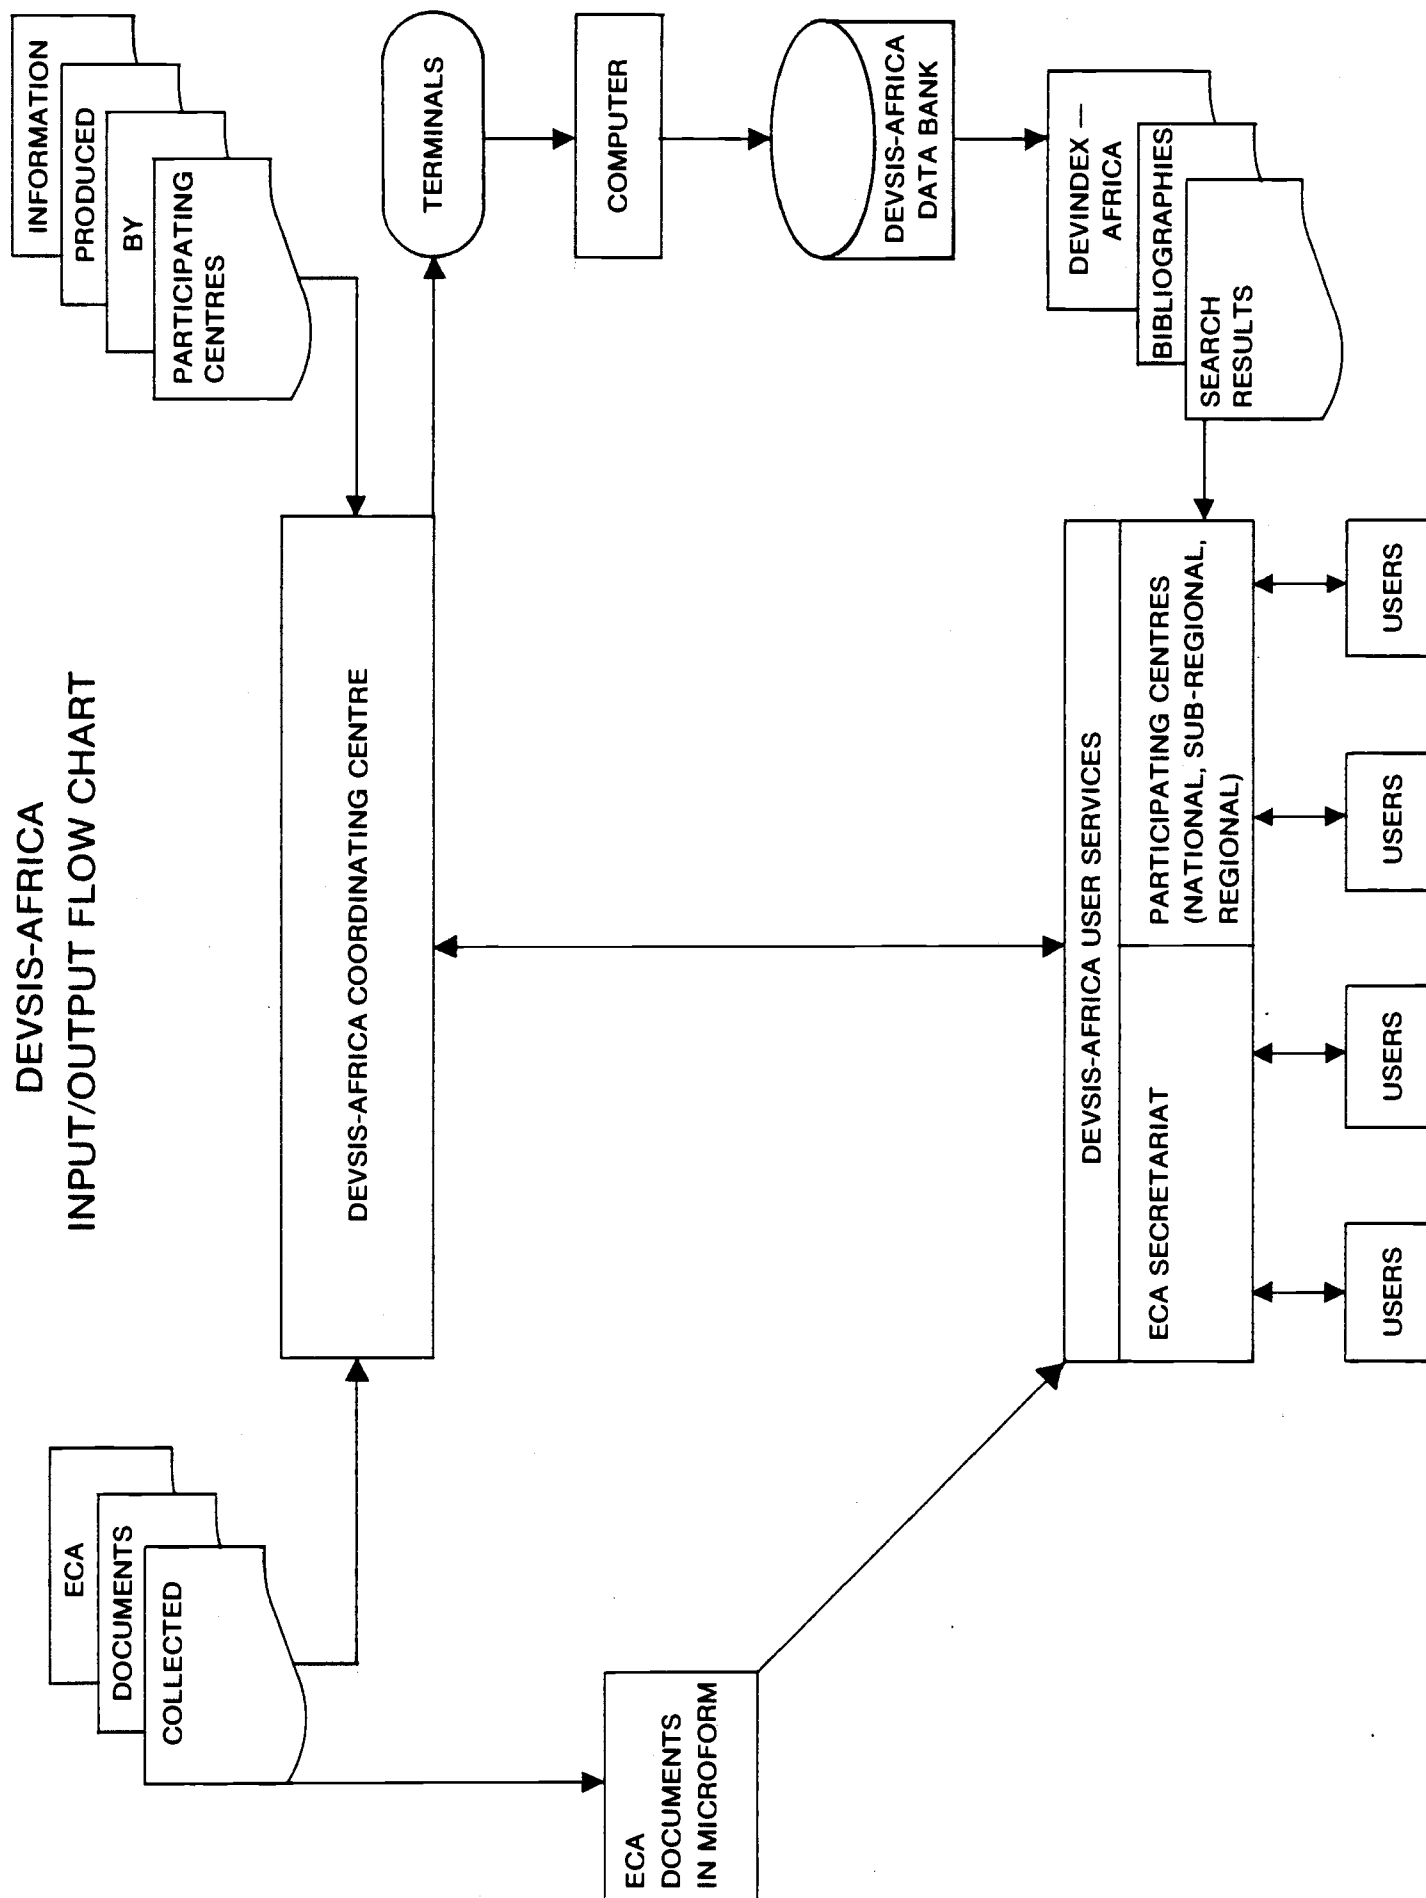 DEVSIS-AFRICA
INPUT/OUTPUT FLOW CHART
ECA
DOCUMENTS
COLLECTED
INFORMATION
PRODUCED
BY
PARTICIPATING
CENTRES
DEVSIS-AFRICA COORDINATING CENTRE
TERMINALS
COMPUTER
DEVSIS-AFRICA
DATA BANK
ECA
DOCUMENTS
IN MICROFORM
DEVINDEX —
AFRICA
BIBLIOGRAPHIES
SEARCH
RESULTS
DEVSIS-AFRICA USER SERVICES
ECA SECRETARIAT
PARTICIPATING CENTRES
(NATIONAL, SUB-REGIONAL,
REGIONAL)
USERS
USERS
USERS
USERS